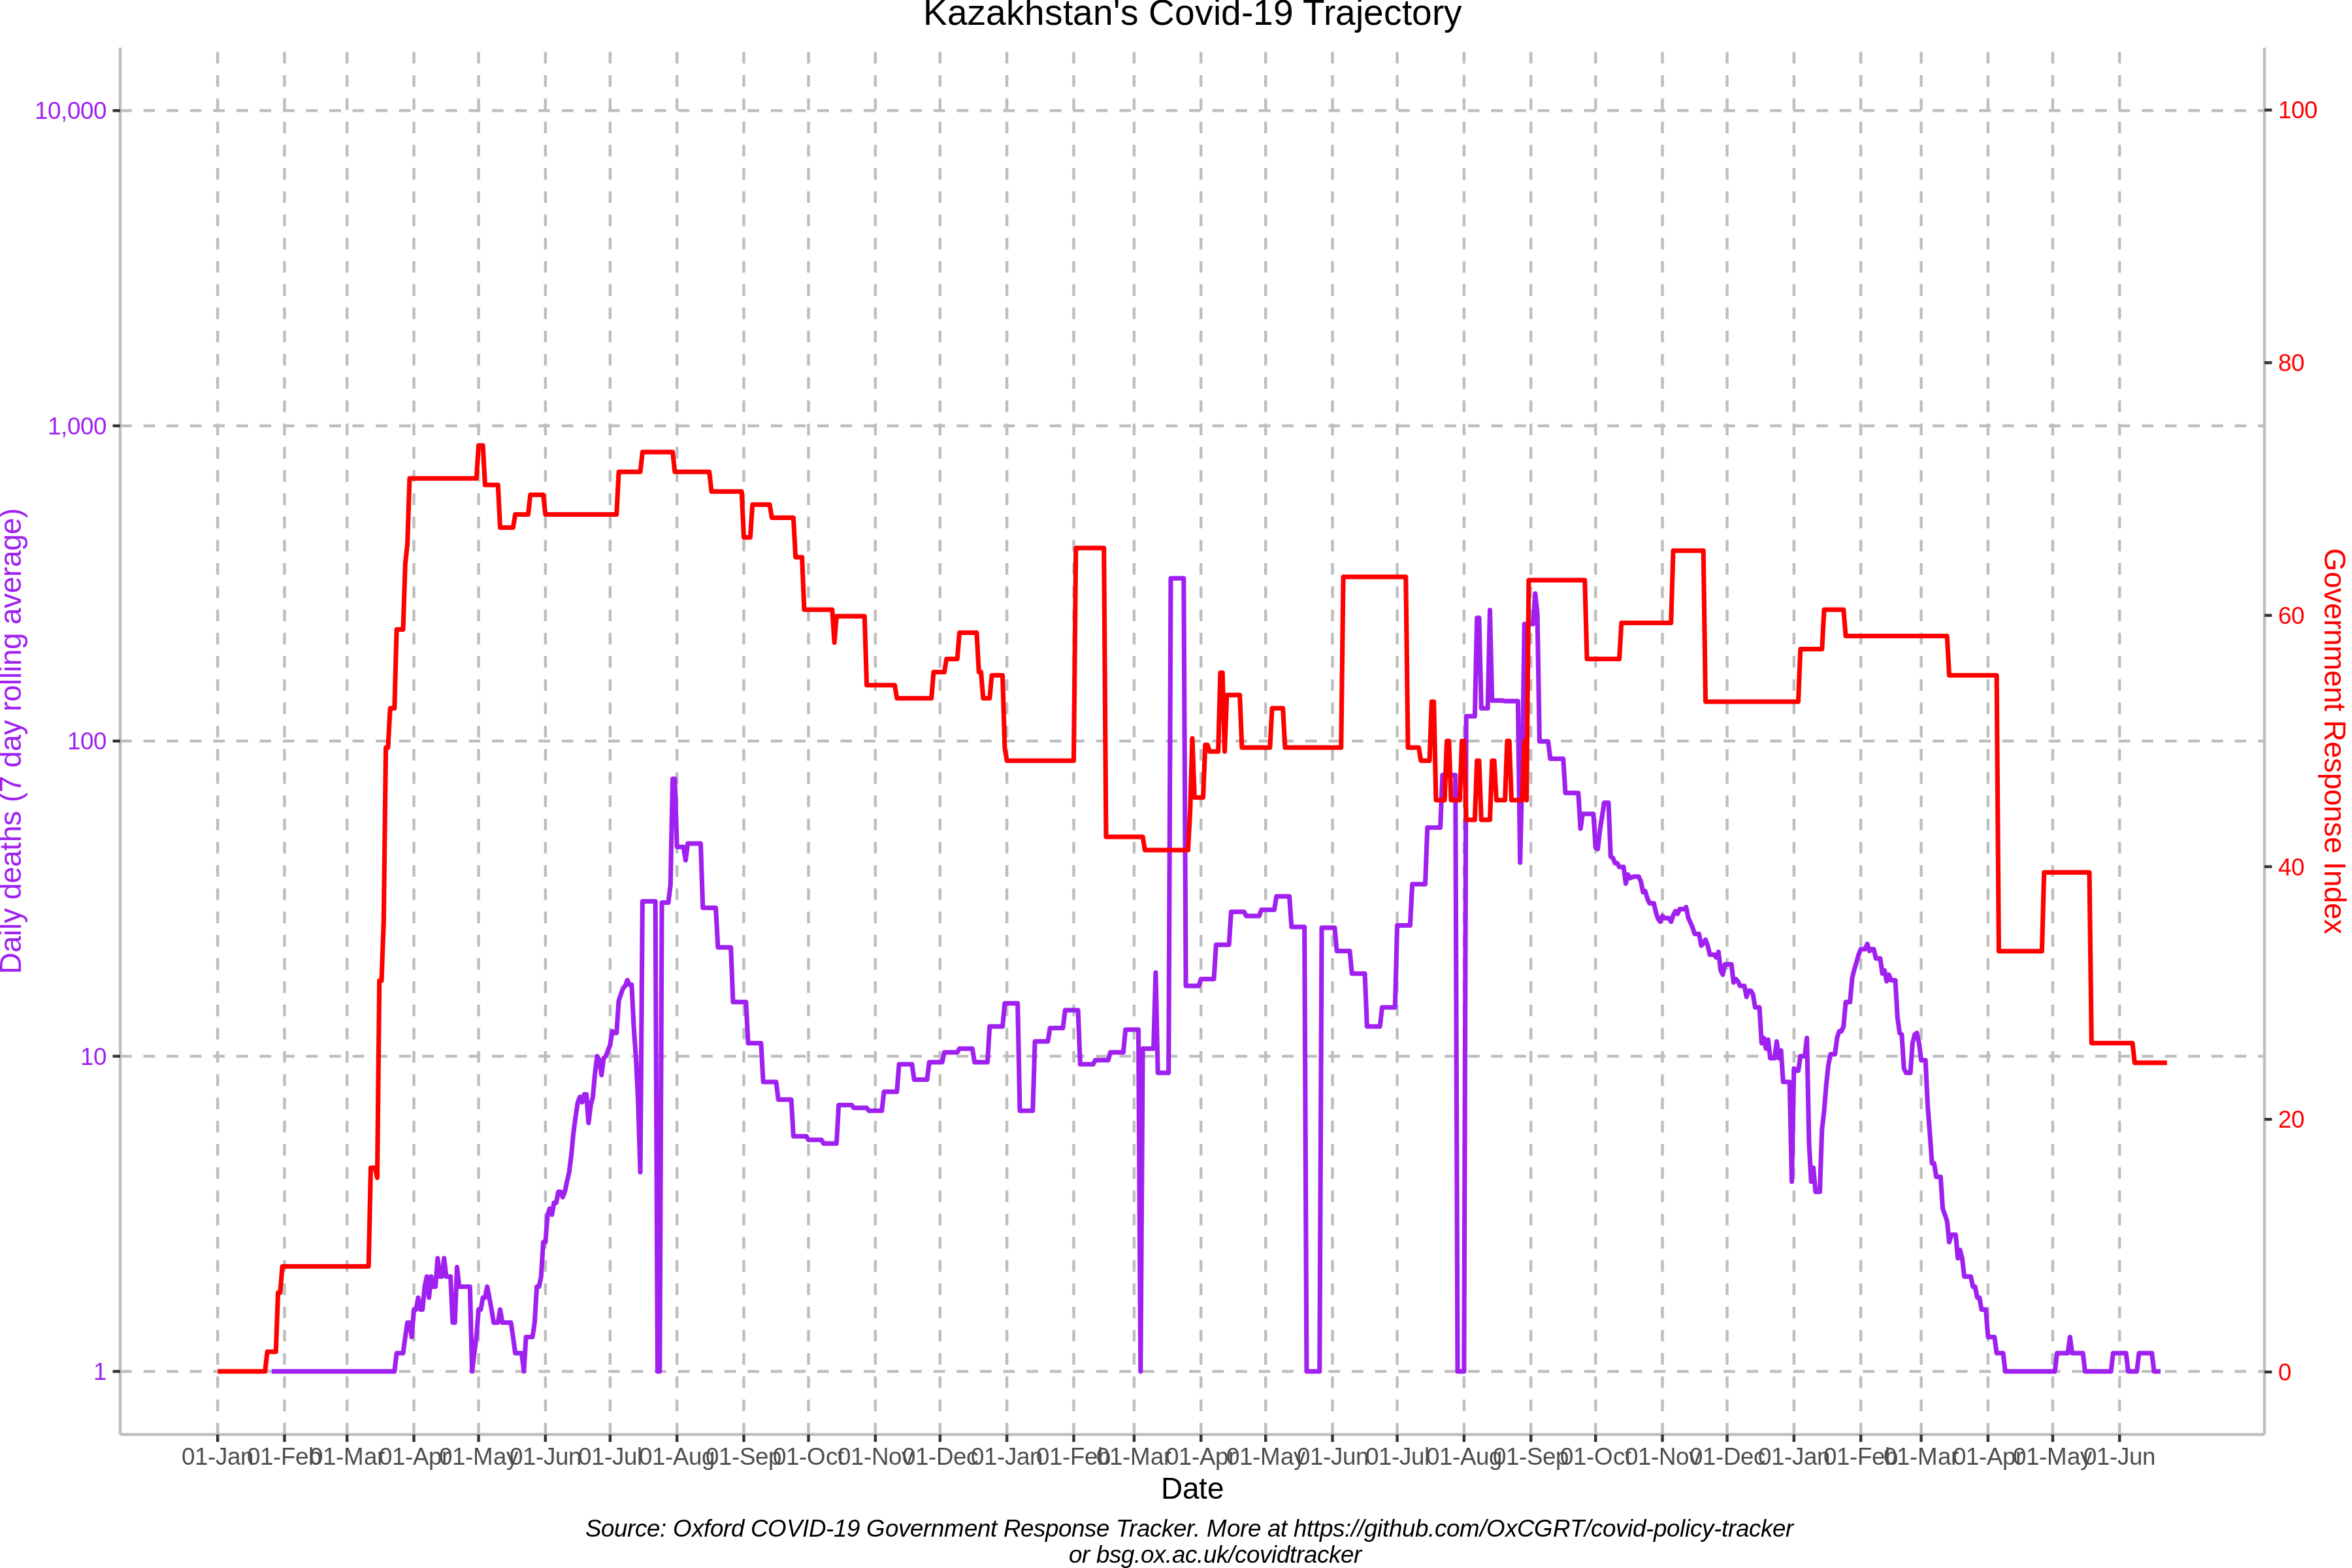 Kazakhstan's Covid-19 Trajectory
10,000
1,000
100
10
1
Daily deaths (7 day rolling average)
100
80
60
40
20
0
Government Response Index
01-Jan 01-Feb 01-Mar 01-Apr 01-May 01-Jun 01-Jul 01-Aug 01-Sep 01-Oct 01-Nov 01-Dec 01-Jan 01-Feb 01-Mar 01-Apr 01-May 01-Jun 01-Jul 01-Aug 01-Sep 01-Oct 01-Nov 01-Dec 01-Jan 01-Feb 01-Mar 01-Apr 01-May 01-Jun
Date
Source: Oxford COVID-19 Government Response Tracker. More at https://github.com/OxCGRT/covid-policy-tracker
or bsg.ox.ac.uk/covidtracker